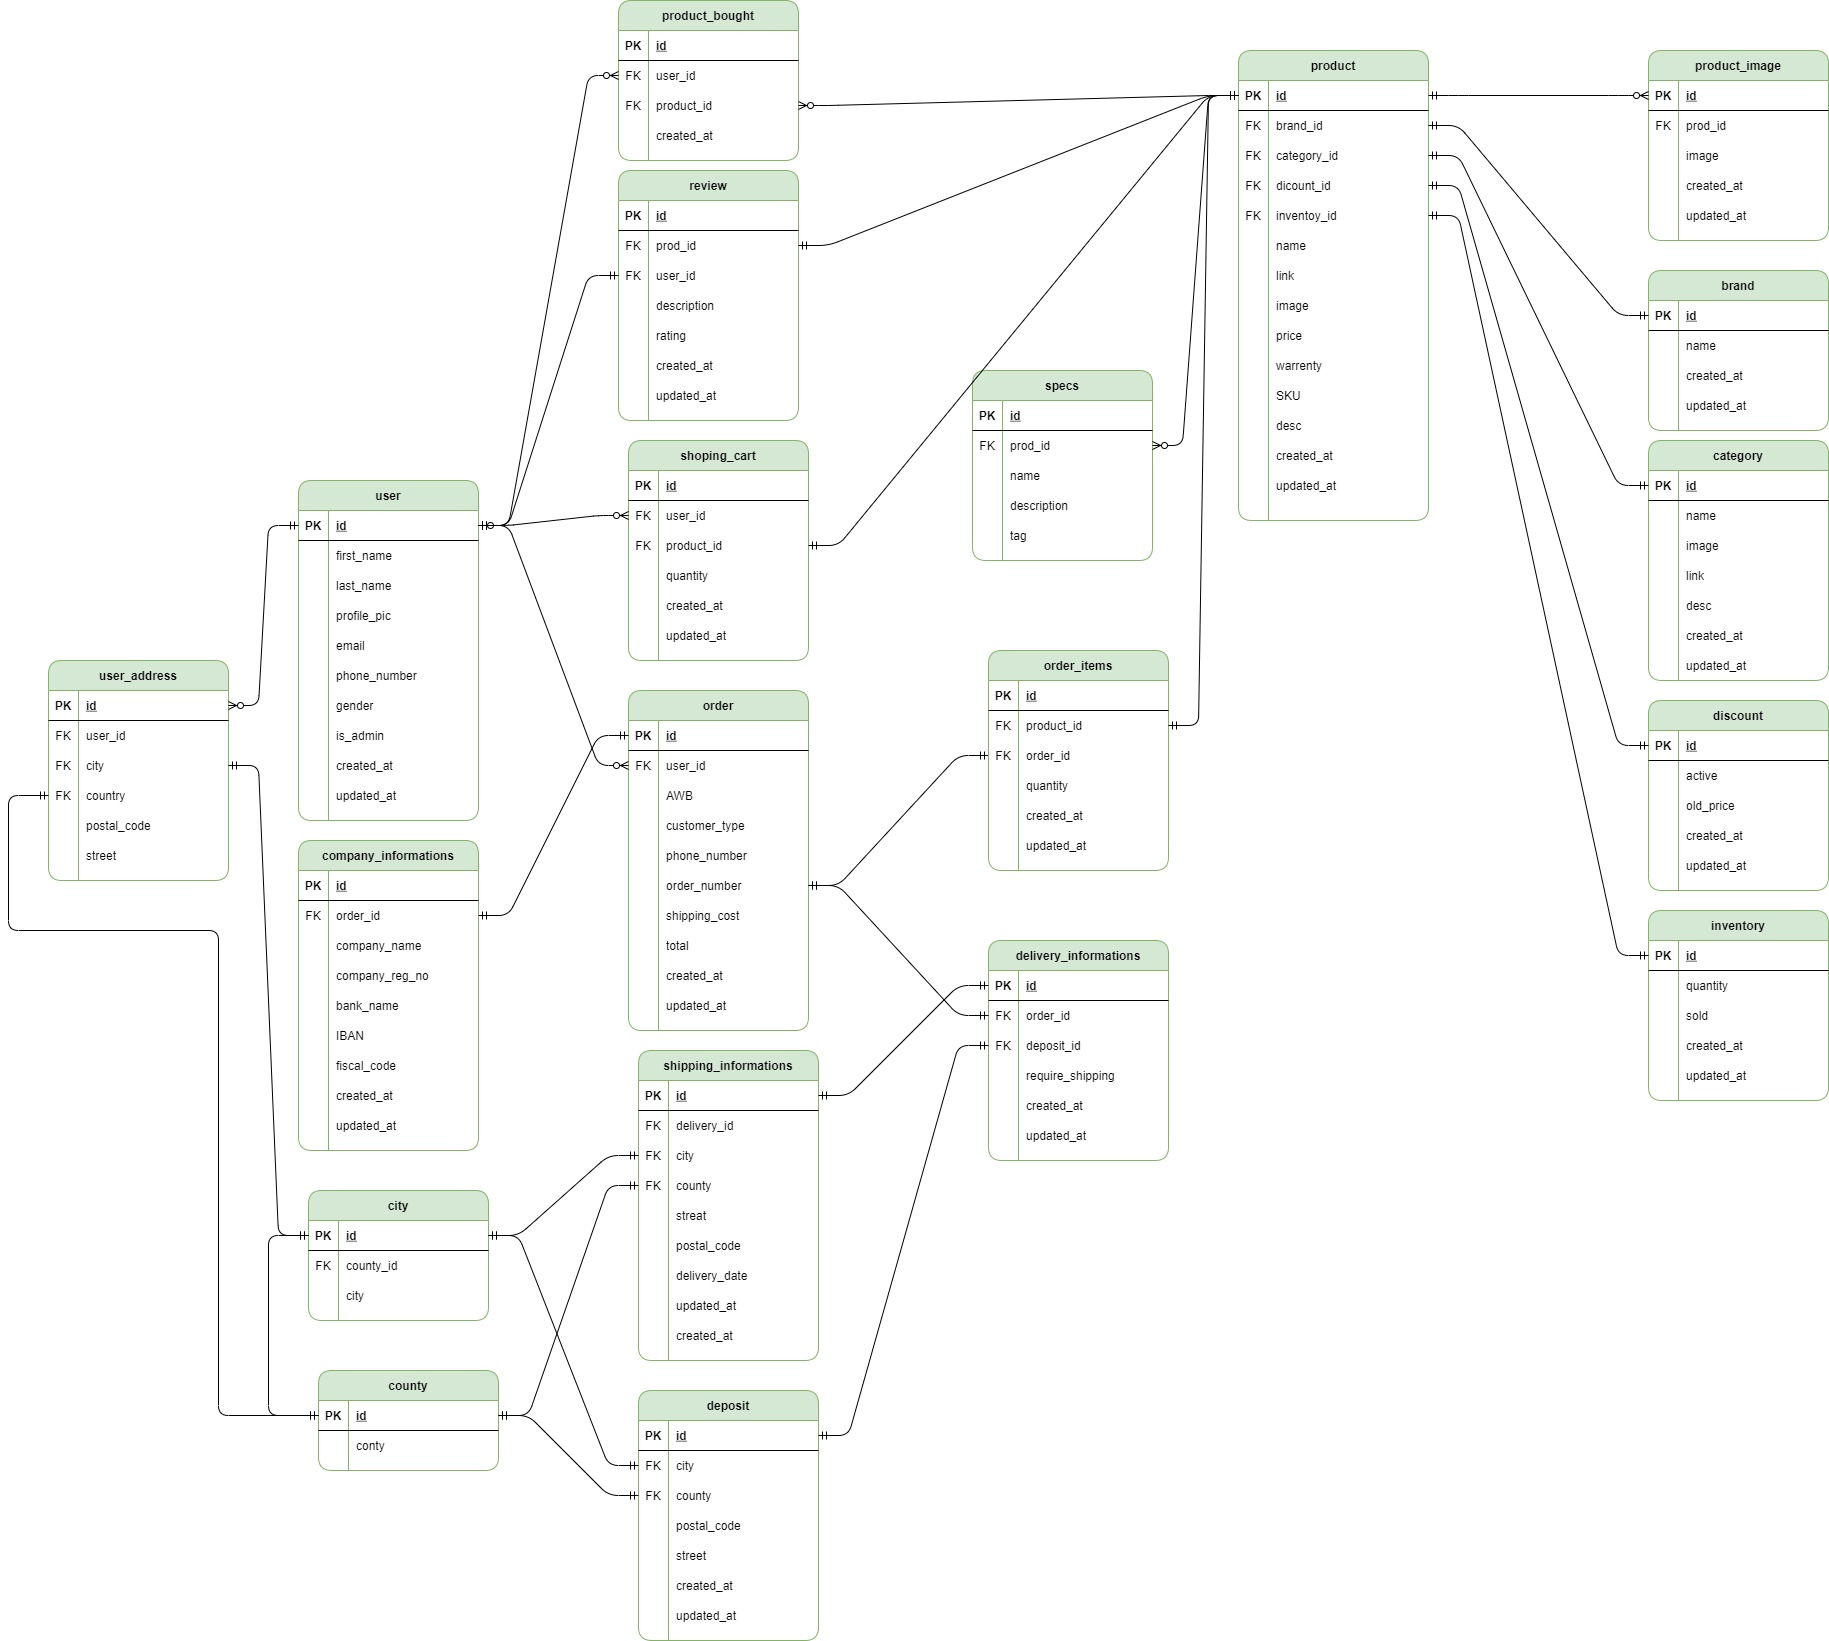 product_bought
PK id
FK user_id
FK product_id
created_at
review
PK id
FK prod_id
FK user_id
description
rating
created_at
updated_at
shoping_cart
PK id
FK user_id
FK product_id
quantity
created_at
updated_at
user
PK id
first_name
last_name
profile_pic
email
phone_number
gender
is_admin
created_at
updated_at
user_address
PK id
FK user_id
FK city
FK country
postal_code
street
company_informations
PK id
FK order_id
company_name
company_reg_no
bank_name
IBAN
fiscal_code
created_at
updated_at
order
PK id
FK user_id
AWB
customer_type
phone_number
order_number
shipping_cost
total
created_at
updated_at
city
PK id
FK county_id
city
county
PK id
conty
shipping_informations
PK id
FK delivery_id
FK city
FK county
streat
postal_code
delivery_date
updated_at
created_at
deposit
PK id
FK city
FK county
postal_code
street
created_at
updated_at
specs
PK id
FK prod_id
name
description
tag
order_items
PK id
FK product_id
FK order_id
quantity
created_at
updated_at
delivery_informations
PK id
FK order_id
FK deposit_id
require_shipping
created_at
updated_at
product
PK id
FK brand_id
FK category_id
FK dicount_id
FK inventoy_id
name
link
image
price
warrenty
SKU
desc
created_at
updated_at
product_image
PK id
FK prod_id
image
created_at
updated_at
brand
PK id
name
created_at
updated_at
category
PK id
name
image
link
desc
created_at
updated_at
discount
PK id
active
old_price
created_at
updated_at
inventory
PK id
quantity
sold
created_at
updated_at